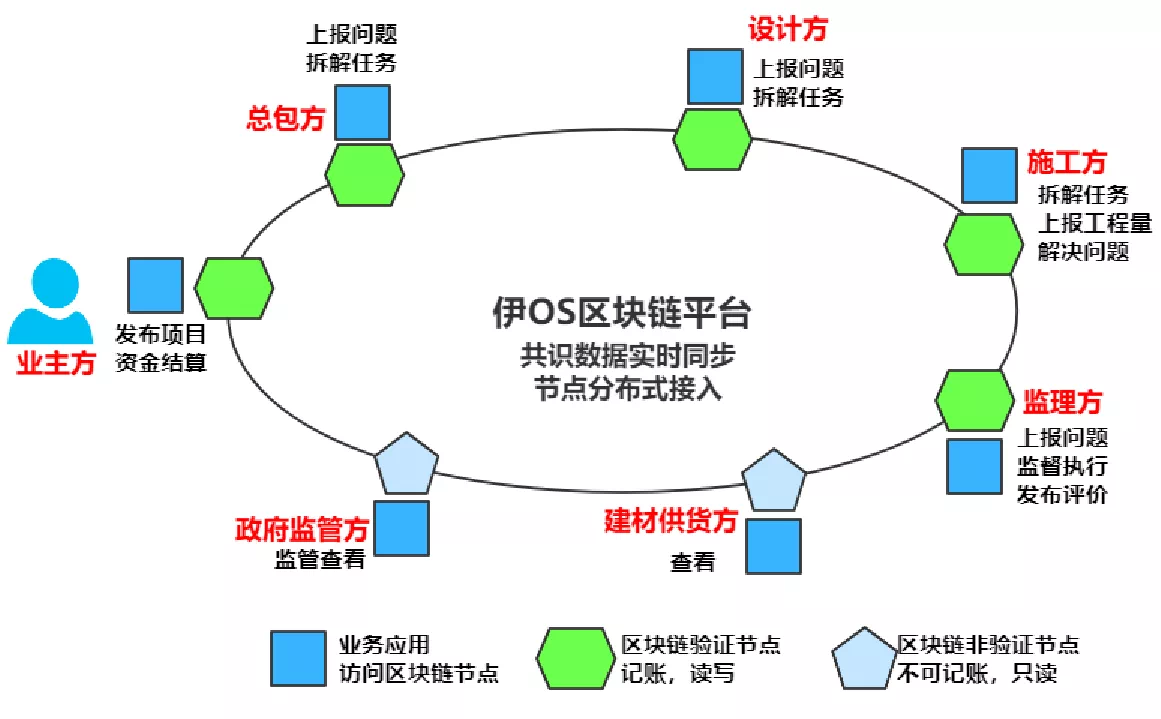 上报问题
拆解任务
总包方
设计方
上报问题
拆解任务
施工方
拆解任务
上报工程量
解决问题
业主方
发布项目
资金结算
伊OS区块链平台
共识数据实时同步
节点分布式接入
监理方
上报问题
监督执行
发布评价
政府监管方
监管查看
建材供货方
查看
业务应用
访问区块链节点
区块链验证节点
记账，读写
区块链非验证节点
不可记账，只读